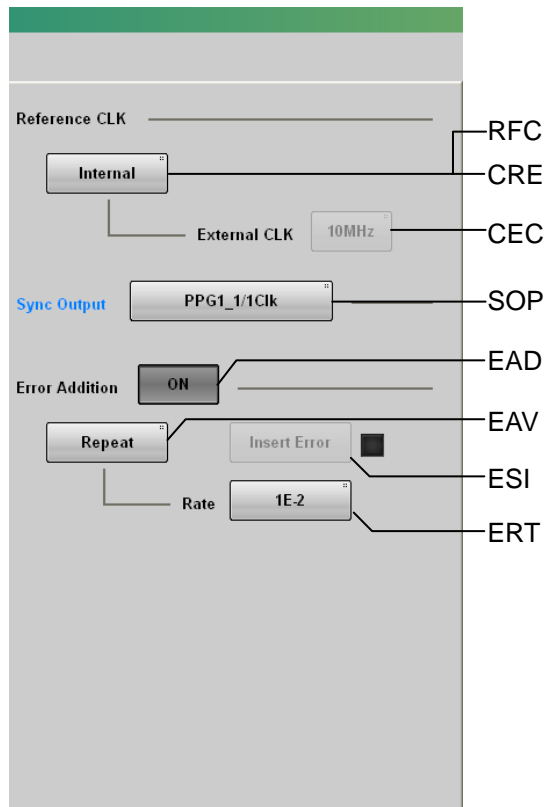 Reference CLK
RFC
Internal
CRE
External CLK
10MHz
CEC
Sync Output
PPG1_1/1Clk
SOP
EAD
Error Addition
ON
EAV
Repeat
Insert Error
ESI
Rate
1E-2
ERT